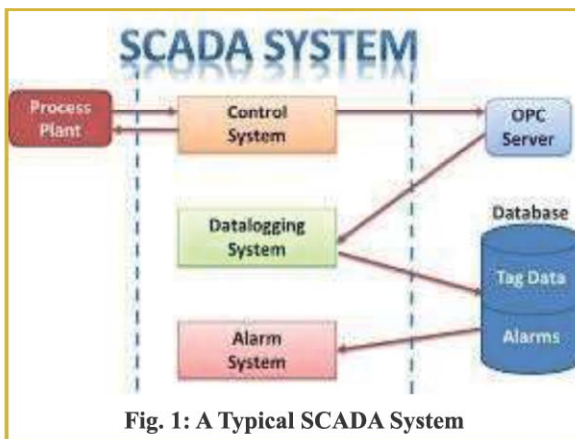 SCADA SYSTEM
Process
Plant
Control
System
OPC
Server
Datalogging
System
Database
Tag Data
Alarm
System
Alarms
Fig. 1: A Typical SCADA System